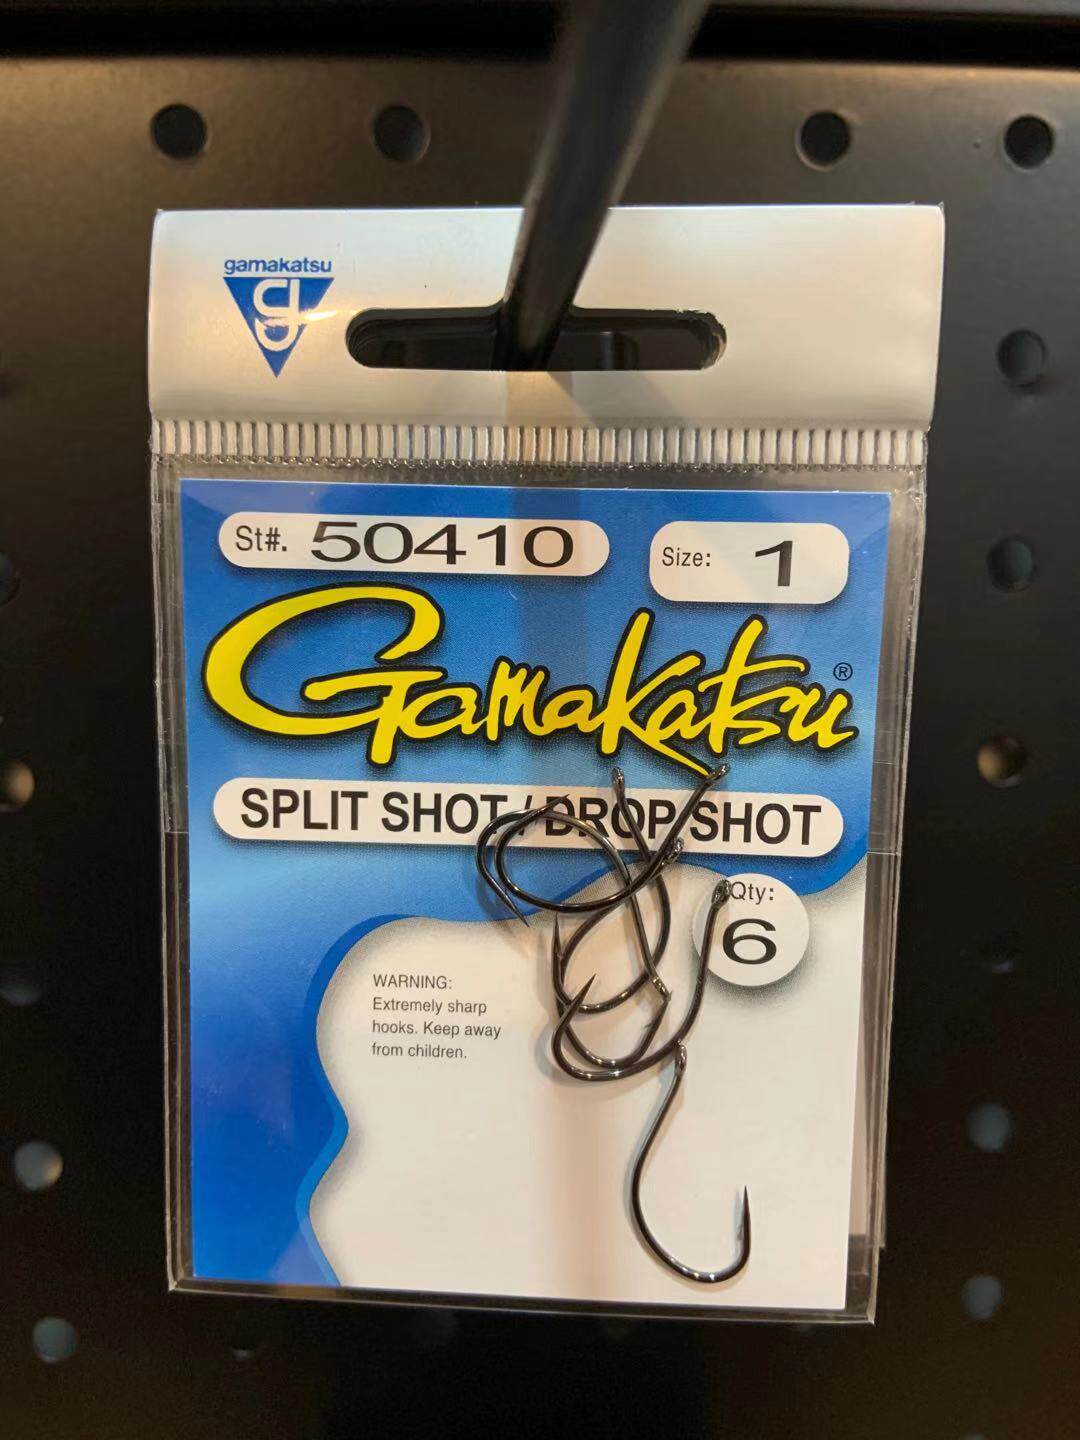 gamakatsu
St#. 50410
Size: 1
Gamakatsu®
SPLIT SHOT / DROP SHOT
Qty:
6
WARNING:
Extremely sharp
hooks. Keep away
from children.